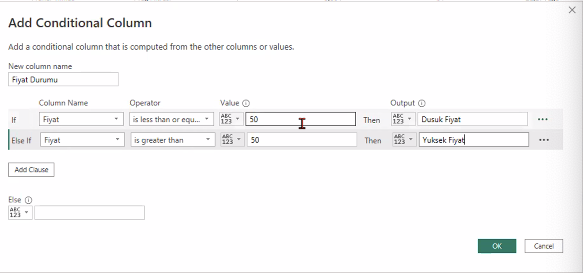 Add Conditional Column
Add a conditional column that is computed from the other columns or values.
New column name
Fiyat Durumu
Column Name Operator Value Output
If Fiyat is less than or equ... ABC 123 50 Then ABC 123 Dusuk Fiyat ...
Else If Fiyat is greater than ABC 123 50 Then ABC 123 Yuksek Fiyat ...
Add Clause
Else
ABC 123
OK Cancel